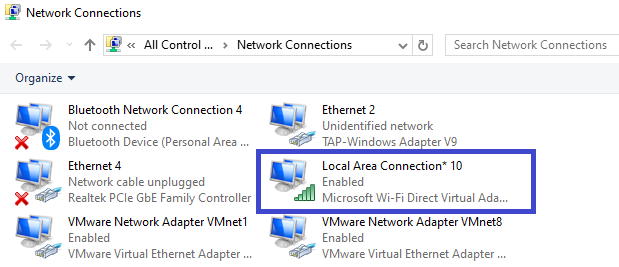 Network Connections
All Control ... > Network Connections
Search Network Connections
Organize
Bluetooth Network Connection 4
Not connected
Bluetooth Device (Personal Area ...
Ethernet 2
Unidentified network
TAP-Windows Adapter V9
Ethernet 4
Network cable unplugged
Realtek PCIe GbE Family Controller
Local Area Connection* 10
Enabled
Microsoft Wi-Fi Direct Virtual Ada...
VMware Network Adapter VMnet1
Enabled
VMware Virtual Ethernet Adapter ...
VMware Network Adapter VMnet8
Enabled
VMware Virtual Ethernet Adapter ...